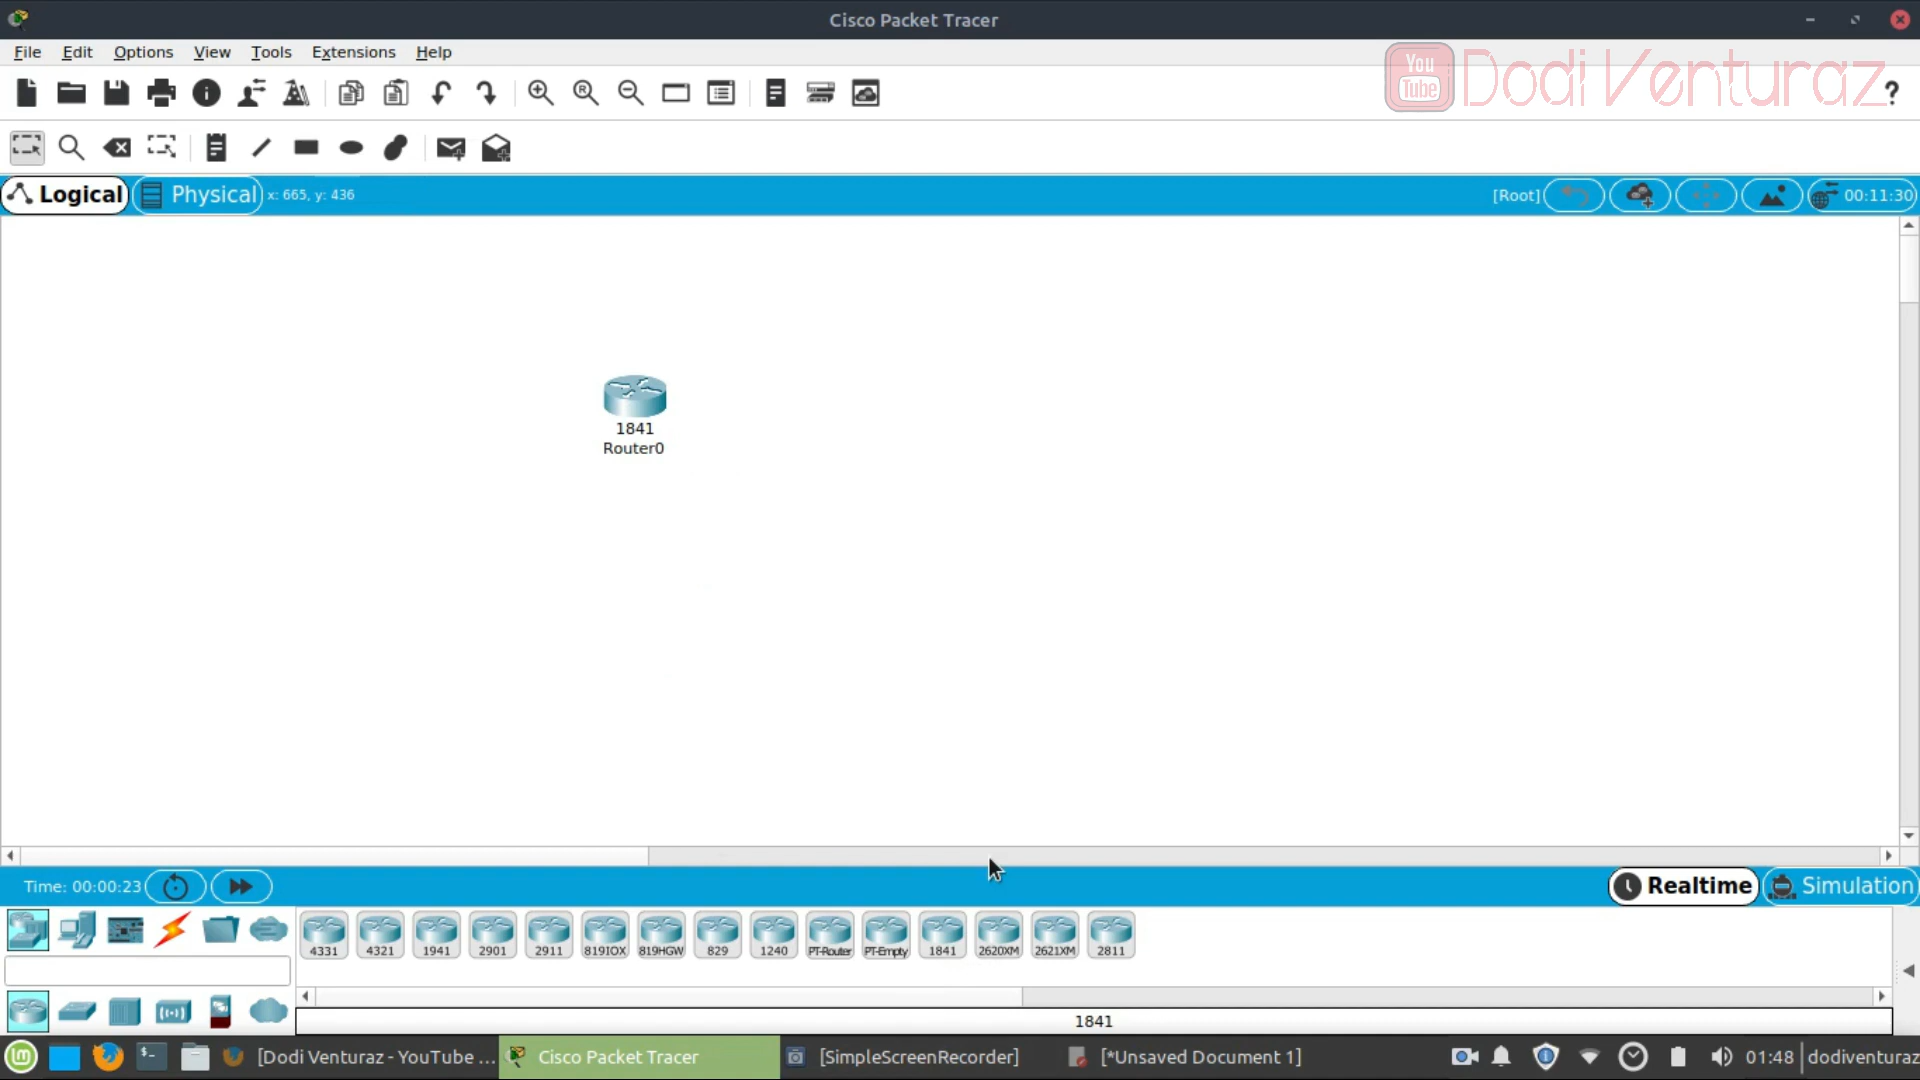 Cisco Packet Tracer
File Edit Options View Tools Extensions Help
You Tube Dodi Venturaz
?
Logical Physical x: 665, y: 436 [Root] 00:11:30
1841
Router0
Time: 00:00:23 Realtime Simulation
4331 4321 1941 2901 2911 819IOX 819HGW 829 1240 PT-Router PT-Empty 1841 2620XM 2621XM 2811
1841
[Dodi Venturaz - YouTube ... Cisco Packet Tracer [SimpleScreenRecorder] [*Unsaved Document 1] 01:48 dodiventuraz